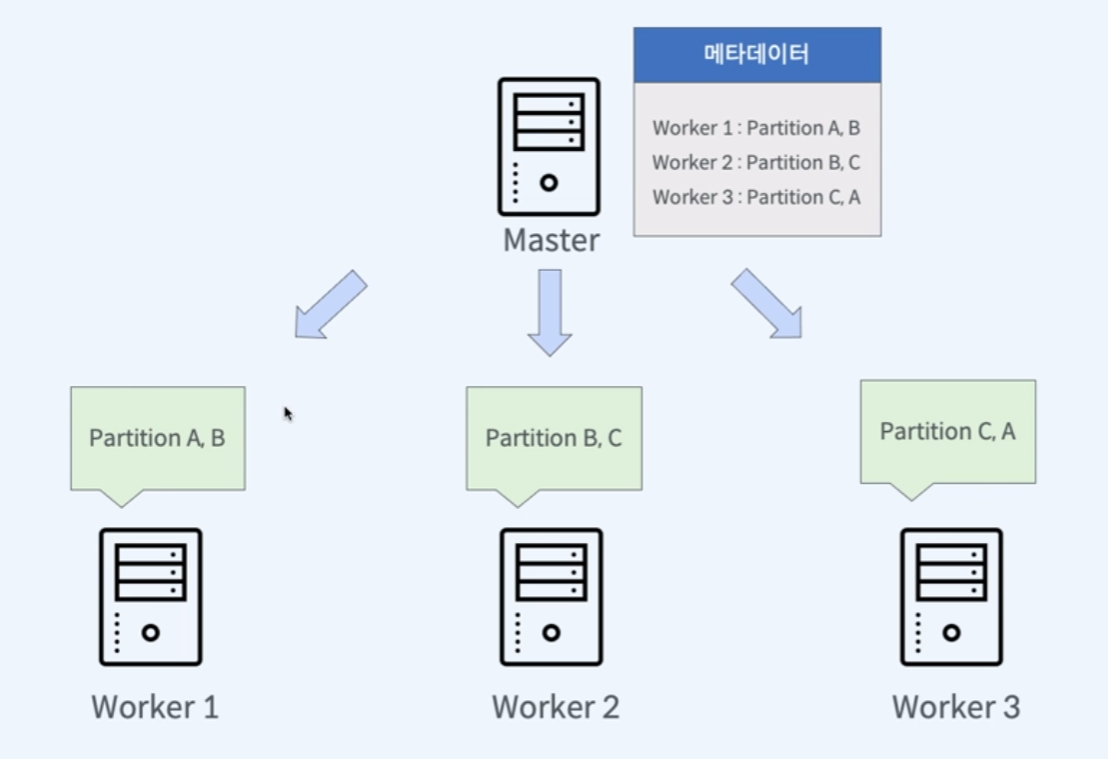 메타데이터
Worker 1 : Partition A, B
Worker 2 : Partition B, C
Worker 3 : Partition C, A
Master
Partition A, B
Partition B, C
Partition C, A
Worker 1
Worker 2
Worker 3